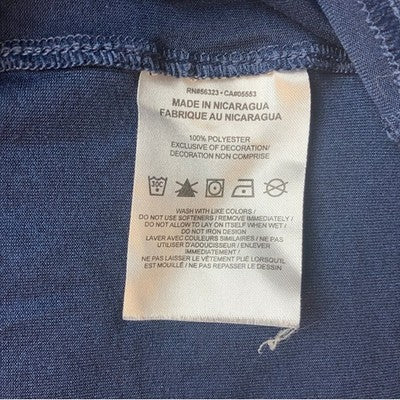 RN#56323 • CA#05553
MADE IN NICARAGUA
FABRIQUE AU NICARAGUA
100% POLYESTER
EXCLUSIVE OF DECORATION/
DECORATION NON COMPRISE
WASH WITH LIKE COLORS /
DO NOT USE SOFTENERS / REMOVE IMMEDIATELY /
DO NOT ALLOW TO LAY ON ITSELF WHEN WET /
DO NOT IRON DESIGN
LAVER AVEC COULEURS SIMILAIRES / NE PAS
UTILISER D'ADOUCISSEUR / ENLEVER
IMMEDIATEMENT /
NE PAS LAISSER LE VÊTEMENT PLIÉ LORSQU'IL
EST MOUILLÉ / NE PAS REPASSER LE DESSIN